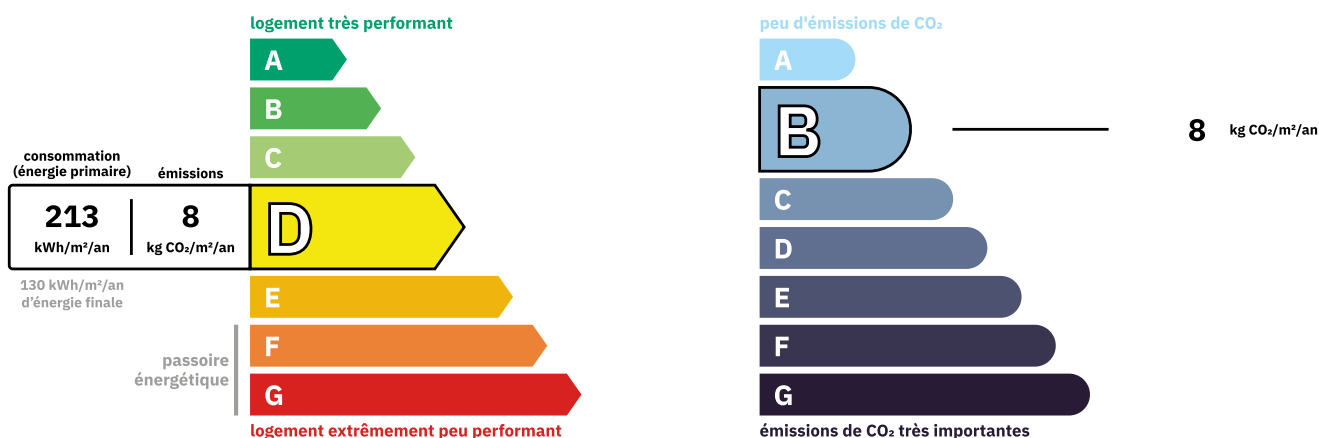 logement très performant
A
B
C
consommation
(énergie primaire)
émissions
213
kWh/m²/an
8
kg CO₂/m²/an
D
130 kWh/m²/an
d'énergie finale
E
passoire
énergétique
F
G
logement extrêmement peu performant
peu d'émissions de CO₂
A
B
8 kg CO₂/m²/an
C
D
E
F
G
émissions de CO₂ très importantes